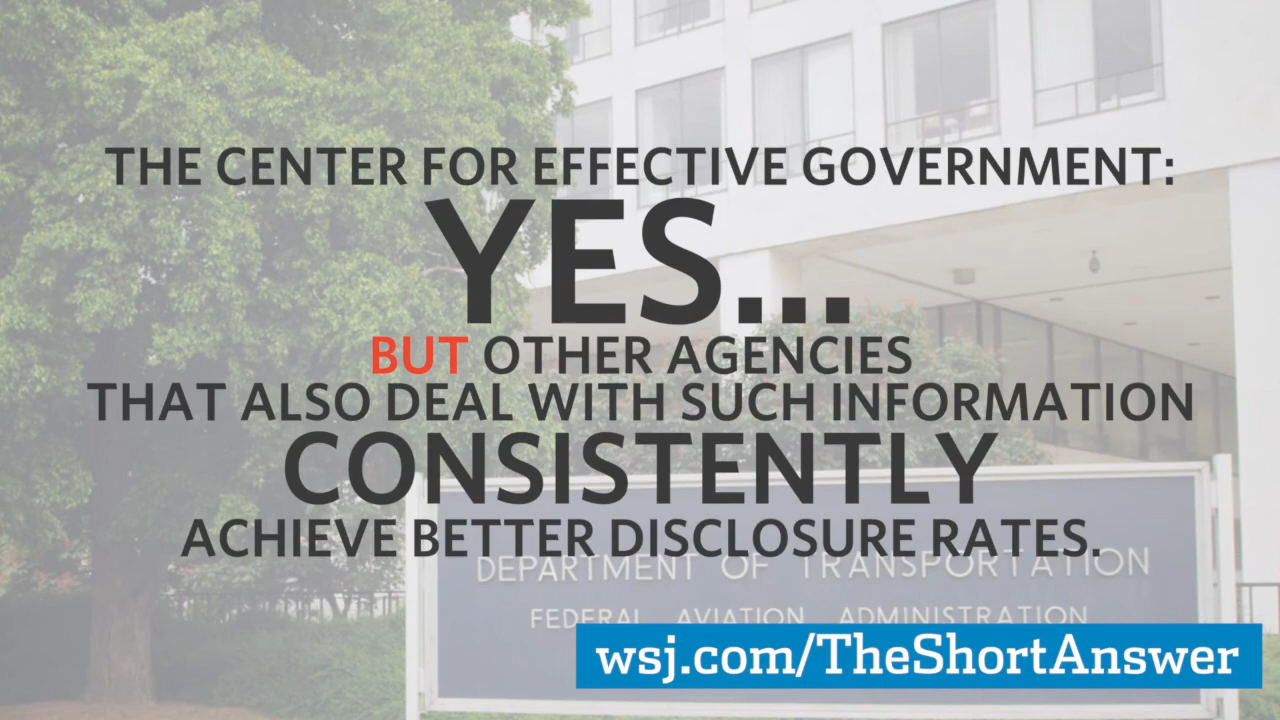 THE CENTER FOR EFFECTIVE GOVERNMENT:
YES...
BUT OTHER AGENCIES
THAT ALSO DEAL WITH SUCH INFORMATION
CONSISTENTLY
ACHIEVE BETTER DISCLOSURE RATES.
DEPARTMENT OF TRANSPORTATION
FEDERAL AVIATION ADMINISTRATION
wsj.com/TheShortAnswer